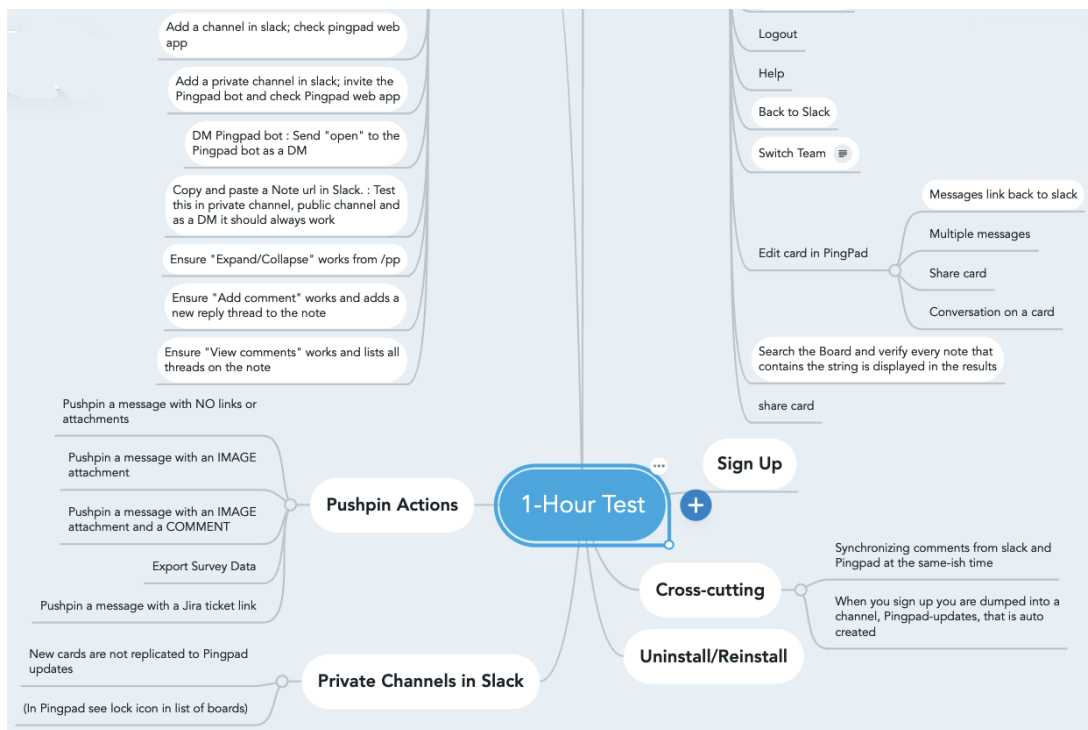 Add a channel in slack; check pingpad web
app
Add a private channel in slack; invite the
Pingpad bot and check Pingpad web app
DM Pingpad bot : Send "open" to the
Pingpad bot as a DM
Copy and paste a Note url in Slack. : Test
this in private channel, public channel and
as a DM it should always work
Ensure "Expand/Collapse" works from /pp
Ensure "Add comment" works and adds a
new reply thread to the note
Ensure "View comments" works and lists all
threads on the note
Pushpin a message with NO links or
attachments
Pushpin a message with an IMAGE
attachment
Pushpin a message with an IMAGE
attachment and a COMMENT
Export Survey Data
Pushpin a message with a Jira ticket link
Pushpin Actions
New cards are not replicated to Pingpad
updates
(In Pingpad see lock icon in list of boards)
Private Channels in Slack
1-Hour Test
Logout
Help
Back to Slack
Switch Team
Edit card in PingPad
Messages link back to slack
Multiple messages
Share card
Conversation on a card
Search the Board and verify every note that
contains the string is displayed in the results
share card
Sign Up
Cross-cutting
Synchronizing comments from slack and
Pingpad at the same-ish time
When you sign up you are dumped into a
channel, Pingpad-updates, that is auto
created
Uninstall/Reinstall